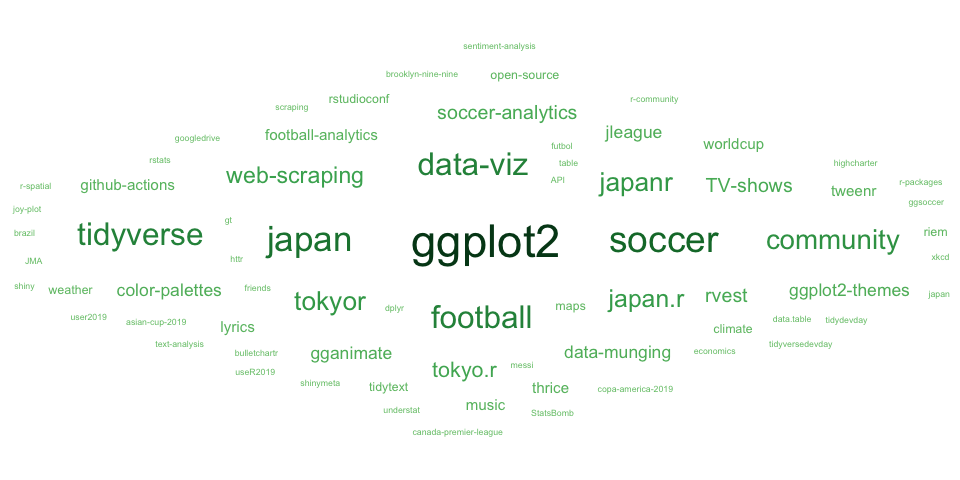 sentiment-analysis
brooklyn-nine-nine open-source
rstudioconf r-community
scraping soccer-analytics
googledrive football-analytics jleague worldcup
futbol
rstats data-viz table highcharter
web-scraping API japanr TV-shows tweenr r-packages
r-spatial github-actions
ggsoccer
joy-plot
gt
brazil tidyverse japan ggplot2 soccer community riem
JMA httr xkcd
shiny weather color-palettes friends tokyor dplyr maps japan.r rvest ggplot2-themes japan
user2019 asian-cup-2019 lyrics football climate data.table tidydevday
text-analysis bulletchartr gganimate data-munging economics tidyversedevday
useR2019 tokyo.r messi
shinymeta tidytext thrice copa-america-2019
understat music StatsBomb
canada-premier-league